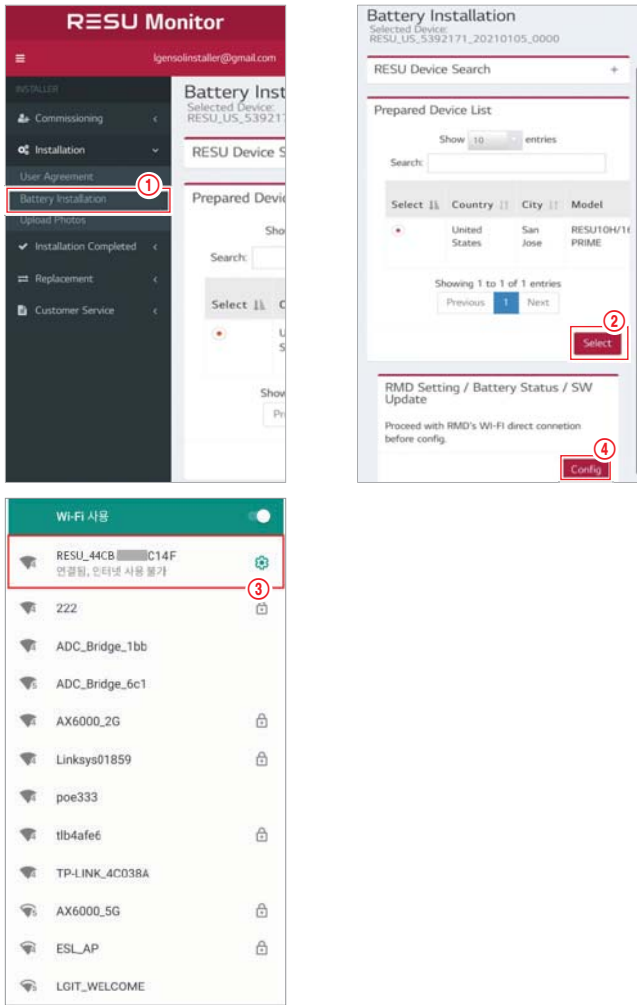 RESU Monitor
lgensolinstaller@gmail.com
INSTALLER
Commissioning
Installation
User Agreement
Battery Installation
①
Upload Photos
Installation Completed
Replacement
Customer Service
Battery Inst
Selected Device:
RESU_US_53921
RESU Device S
Prepared Devic
Sho
Search:
Select C
U
S
Show
Pr
Battery Installation
Selected Device:
RESU_US_5392171_20210105_0000
RESU Device Search +
Prepared Device List
Show 10 entries
Search:
Select Country City Model
United States San Jose RESU10H/16 PRIME
Showing 1 to 1 of 1 entries
Previous 1 Next
②
Select
RMD Setting / Battery Status / SW
Update
Proceed with RMD's WI-FI direct connetion
before config.
④
Config
Wi-Fi 사용
RESU_44CB C14F
연결됨, 인터넷 사용 불가
③
222
ADC_Bridge_1bb
ADC_Bridge_6c1
AX6000_2G
Linksys01859
poe333
tlb4afe6
TP-LINK_4C038A
AX6000_5G
ESL_AP
LGIT_WELCOME